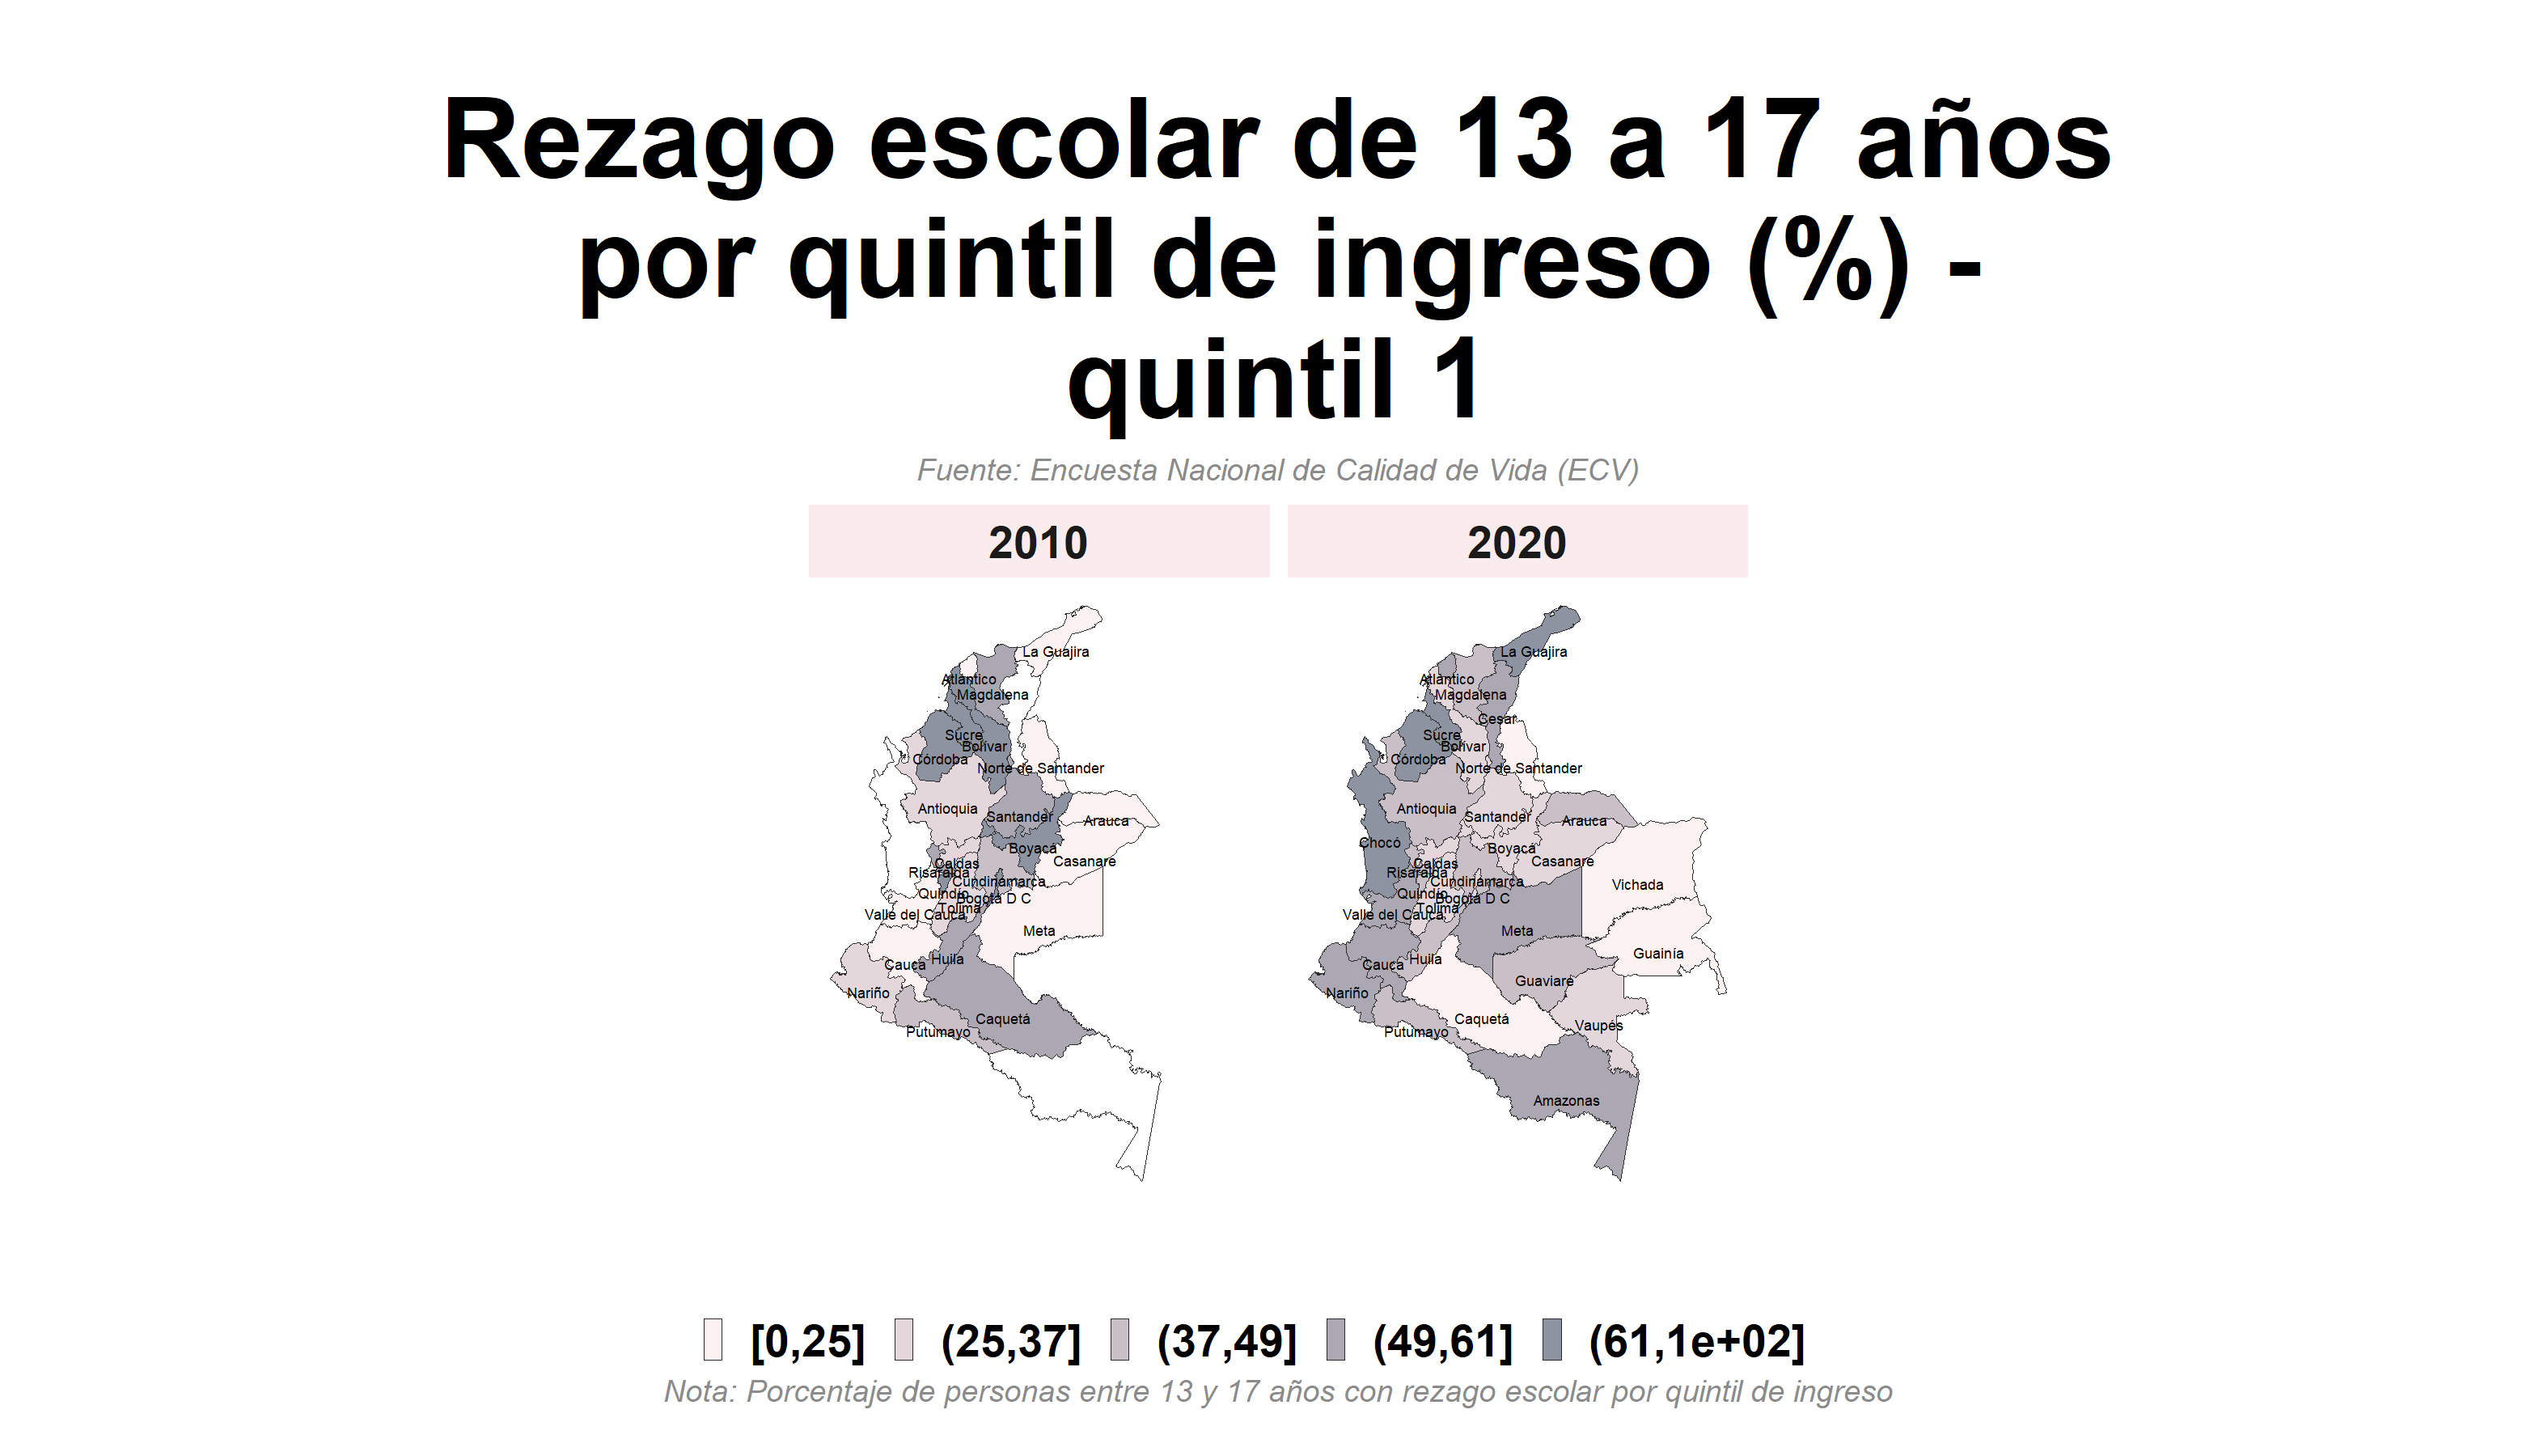 Rezago escolar de 13 a 17 años
por quintil de ingreso (%) -
quintil 1
Fuente: Encuesta Nacional de Calidad de Vida (ECV)
2010
2020
La Guajira
Atlántico
Magdalena
Sucre
Bolívar
Córdoba
Norte de Santander
Antioquia
Santander
Arauca
Boyacá
Caldas
Casanare
Risaralda
Cundinamarca
Quindío
Bogotá D C
Tolima
Valle del Cauca
Meta
Huila
Cauca
Nariño
Caquetá
Putumayo
La Guajira
Atlántico
Magdalena
Cesar
Sucre
Bolívar
Córdoba
Norte de Santander
Antioquia
Santander
Arauca
Chocó
Boyacá
Caldas
Casanare
Risaralda
Cundinamarca
Vichada
Quindío
Bogotá D C
Tolima
Valle del Cauca
Meta
Guainía
Huila
Cauca
Guaviare
Nariño
Caquetá
Vaupés
Putumayo
Amazonas
[0,25] (25,37] (37,49] (49,61] (61,1e+02]
Nota: Porcentaje de personas entre 13 y 17 años con rezago escolar por quintil de ingreso